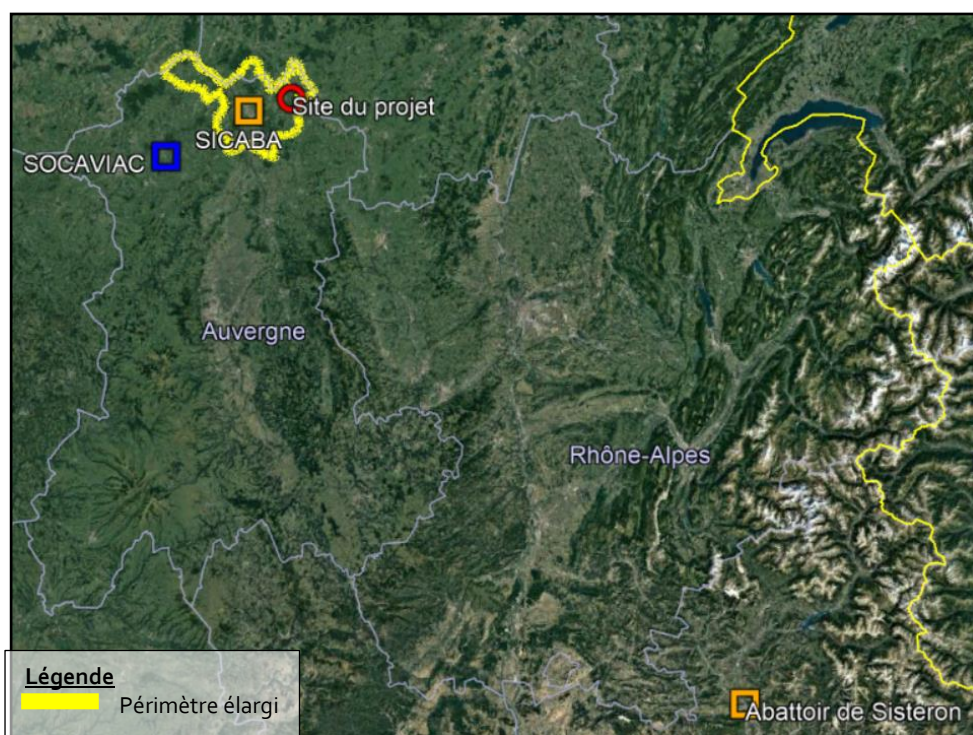 Site du projet
SICABA
SOCAVIAC
Auvergne
Rhône-Alpes
Légende
Périmètre élargi
Abattoir de Sisteron